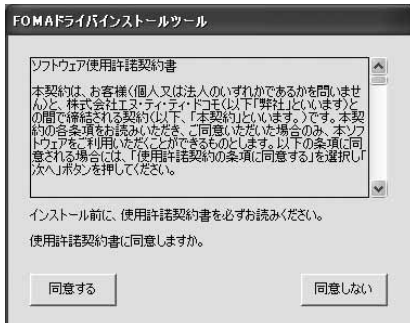 FOMAドライバインストールツール
ソフトウェア使用許諾契約書
本契約は、お客様(個人又は法人のいずれかであるかを問いませ
ん)と、株式会社エヌ・ティ・ティ・ドコモ(以下「弊社」といいます)と
の間で締結される契約(以下、「本契約」といいます。)です。本契
約の各条項をお読みいただき、ご同意いただいた場合のみ、本ソフ
トウェアをご利用いただくことができるものとします。以下の条項に同
意される場合には、「使用許諾契約の条項に同意する」を選択し「
次へ」ボタンを押してください。
インストール前に、使用許諾契約書を必ずお読みください。
使用許諾契約書に同意しますか。
同意する
同意しない